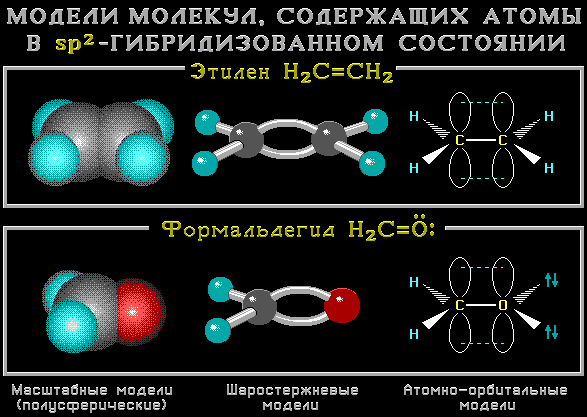 МОДЕЛИ МОЛЕКУЛ, СОДЕРЖАЩИХ АТОМЫ
В sp²-ГИБРИДИЗОВАННОМ СОСТОЯНИИ
Этилен H₂C=CH₂
H H
C C
H H
Формальдегид H₂C=Ö:
H ↑↓
C O
H ↑↓
Масштабные модели
(полусферические)
Шаростержневые
модели
Атомно-орбитальные
модели